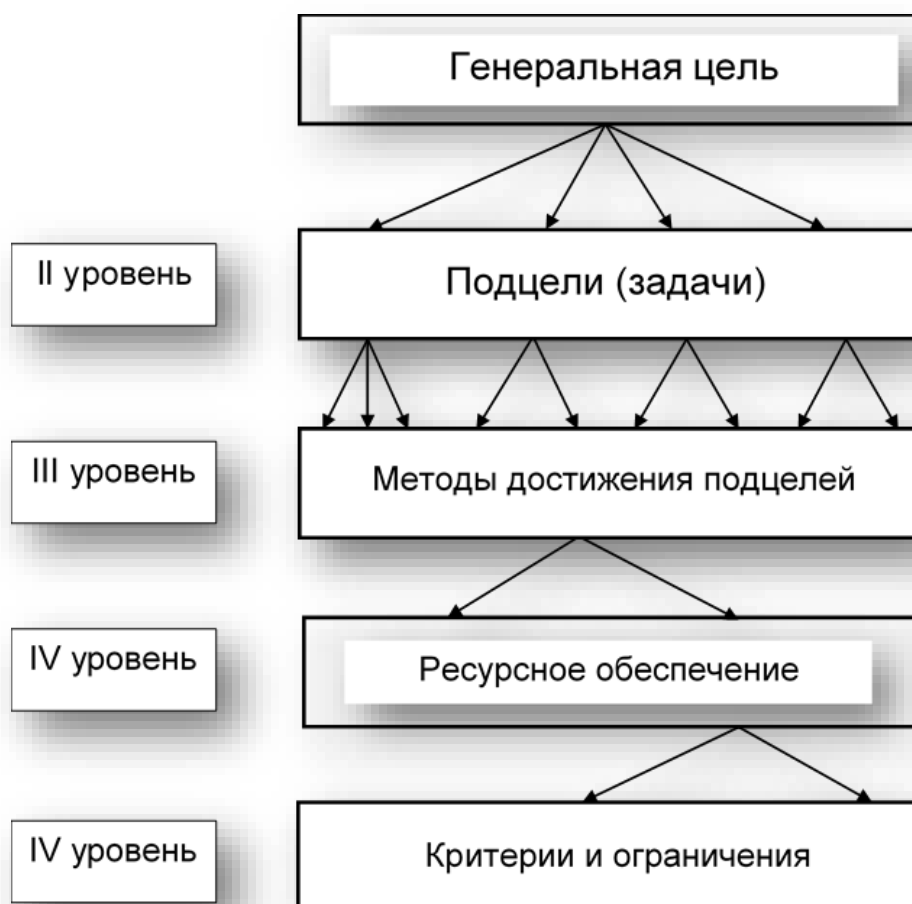 Генеральная цель
II уровень
Подцели (задачи)
III уровень
Методы достижения подцелей
IV уровень
Ресурсное обеспечение
IV уровень
Критерии и ограничения